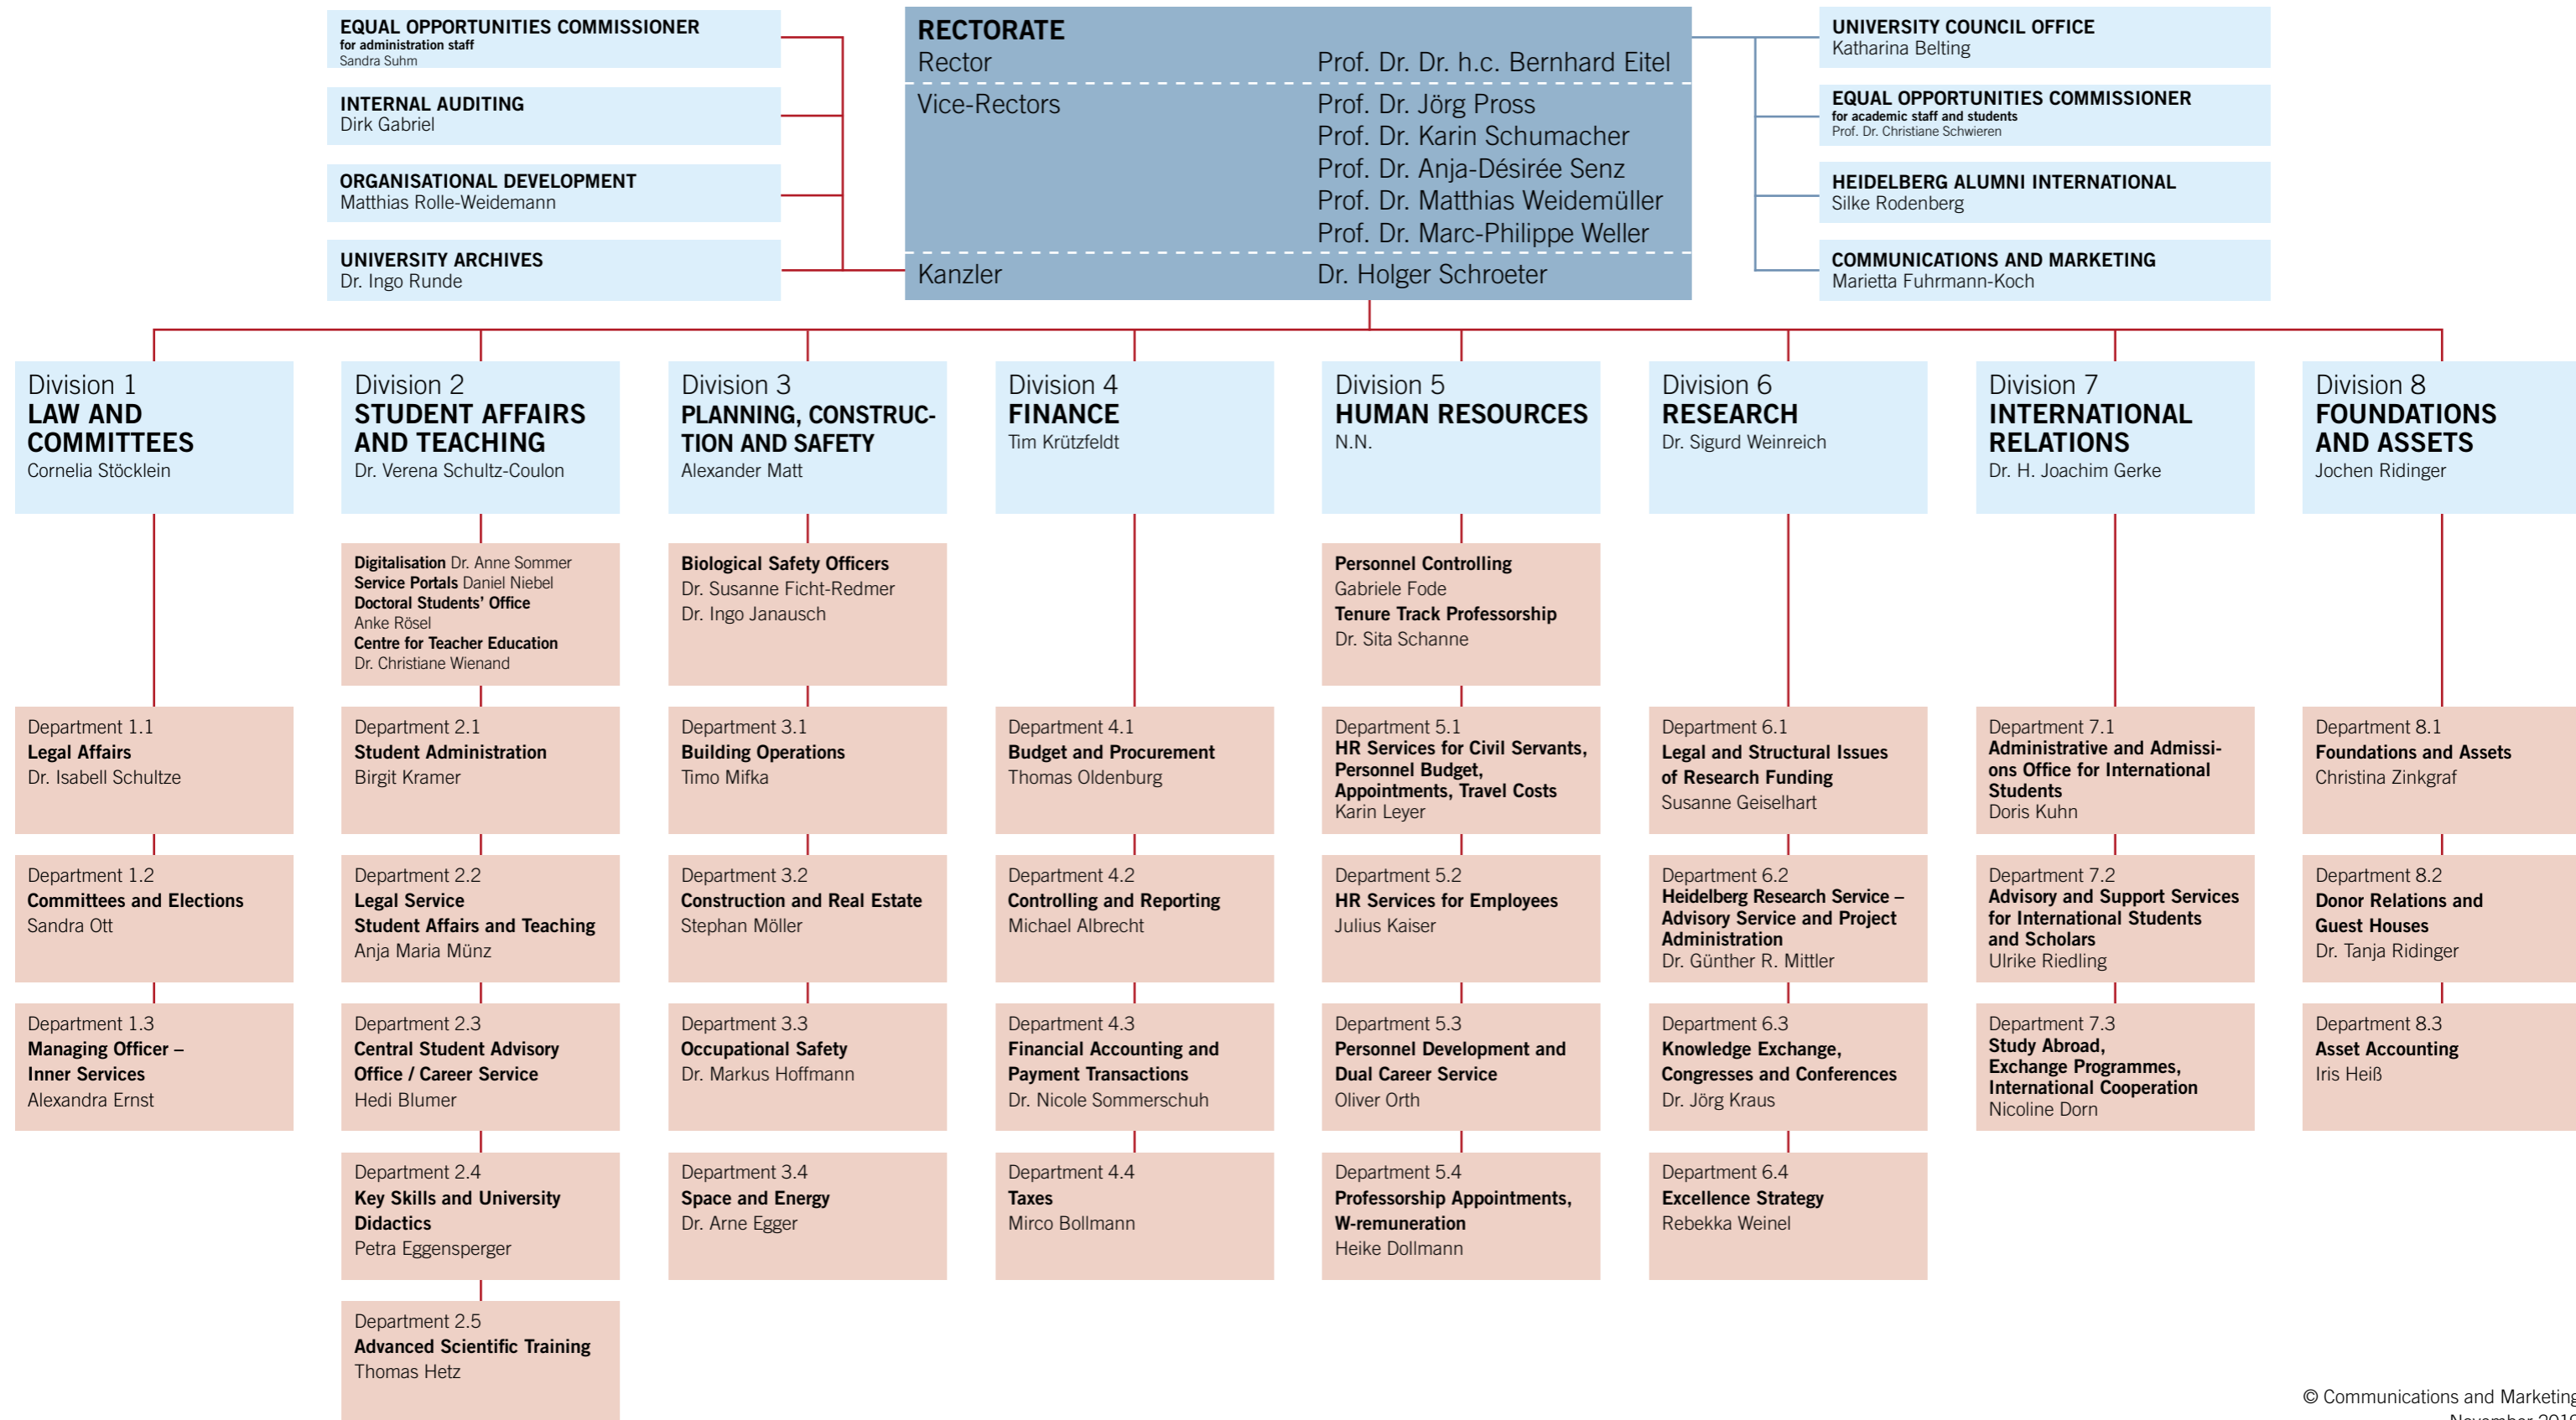 EQUAL OPPORTUNITIES COMMISSIONER
for administration staff
Sandra Suhm
INTERNAL AUDITING
Dirk Gabriel
ORGANISATIONAL DEVELOPMENT
Matthias Rolle-Weidemann
UNIVERSITY ARCHIVES
Dr. Ingo Runde
RECTORATE
Rector Prof. Dr. Dr. h.c. Bernhard Eitel
Vice-Rectors Prof. Dr. Jörg Pross
Prof. Dr. Karin Schumacher
Prof. Dr. Anja-Désirée Senz
Prof. Dr. Matthias Weidemüller
Prof. Dr. Marc-Philippe Weller
Kanzler Dr. Holger Schroeter
UNIVERSITY COUNCIL OFFICE
Katharina Belting
EQUAL OPPORTUNITIES COMMISSIONER
for academic staff and students
Prof. Dr. Christiane Schwieren
HEIDELBERG ALUMNI INTERNATIONAL
Silke Rodenberg
COMMUNICATIONS AND MARKETING
Marietta Fuhrmann-Koch
Division 1
LAW AND
COMMITTEES
Cornelia Stöcklein
Department 1.1
Legal Affairs
Dr. Isabell Schultze
Department 1.2
Committees and Elections
Sandra Ott
Department 1.3
Managing Officer –
Inner Services
Alexandra Ernst
Division 2
STUDENT AFFAIRS
AND TEACHING
Dr. Verena Schultz-Coulon
Digitalisation Dr. Anne Sommer
Service Portals Daniel Niebel
Doctoral Students’ Office
Anke Rösel
Centre for Teacher Education
Dr. Christiane Wienand
Department 2.1
Student Administration
Birgit Kramer
Department 2.2
Legal Service
Student Affairs and Teaching
Anja Maria Münz
Department 2.3
Central Student Advisory
Office / Career Service
Hedi Blumer
Department 2.4
Key Skills and University
Didactics
Petra Eggensperger
Department 2.5
Advanced Scientific Training
Thomas Hetz
Division 3
PLANNING, CONSTRUC-
TION AND SAFETY
Alexander Matt
Biological Safety Officers
Dr. Susanne Ficht-Redmer
Dr. Ingo Janausch
Department 3.1
Building Operations
Timo Mifka
Department 3.2
Construction and Real Estate
Stephan Möller
Department 3.3
Occupational Safety
Dr. Markus Hoffmann
Department 3.4
Space and Energy
Dr. Arne Egger
Division 4
FINANCE
Tim Krützfeldt
Department 4.1
Budget and Procurement
Thomas Oldenburg
Department 4.2
Controlling and Reporting
Michael Albrecht
Department 4.3
Financial Accounting and
Payment Transactions
Dr. Nicole Sommerschuh
Department 4.4
Taxes
Mirco Bollmann
Division 5
HUMAN RESOURCES
N.N.
Personnel Controlling
Gabriele Fode
Tenure Track Professorship
Dr. Sita Schanne
Department 5.1
HR Services for Civil Servants,
Personnel Budget,
Appointments, Travel Costs
Karin Leyer
Department 5.2
HR Services for Employees
Julius Kaiser
Department 5.3
Personnel Development and
Dual Career Service
Oliver Orth
Department 5.4
Professorship Appointments,
W-remuneration
Heike Dollmann
Division 6
RESEARCH
Dr. Sigurd Weinreich
Department 6.1
Legal and Structural Issues
of Research Funding
Susanne Geiselhart
Department 6.2
Heidelberg Research Service –
Advisory Service and Project
Administration
Dr. Günther R. Mittler
Department 6.3
Knowledge Exchange,
Congresses and Conferences
Dr. Jörg Kraus
Department 6.4
Excellence Strategy
Rebekka Weinel
Division 7
INTERNATIONAL
RELATIONS
Dr. H. Joachim Gerke
Department 7.1
Administrative and Admissi-
ons Office for International
Students
Doris Kuhn
Department 7.2
Advisory and Support Services
for International Students
and Scholars
Ulrike Riedling
Department 7.3
Study Abroad,
Exchange Programmes,
International Cooperation
Nicoline Dorn
Division 8
FOUNDATIONS
AND ASSETS
Jochen Ridinger
Department 8.1
Foundations and Assets
Christina Zinkgraf
Department 8.2
Donor Relations and
Guest Houses
Dr. Tanja Ridinger
Department 8.3
Asset Accounting
Iris Heiß
© Communications and Marketing
November 2019